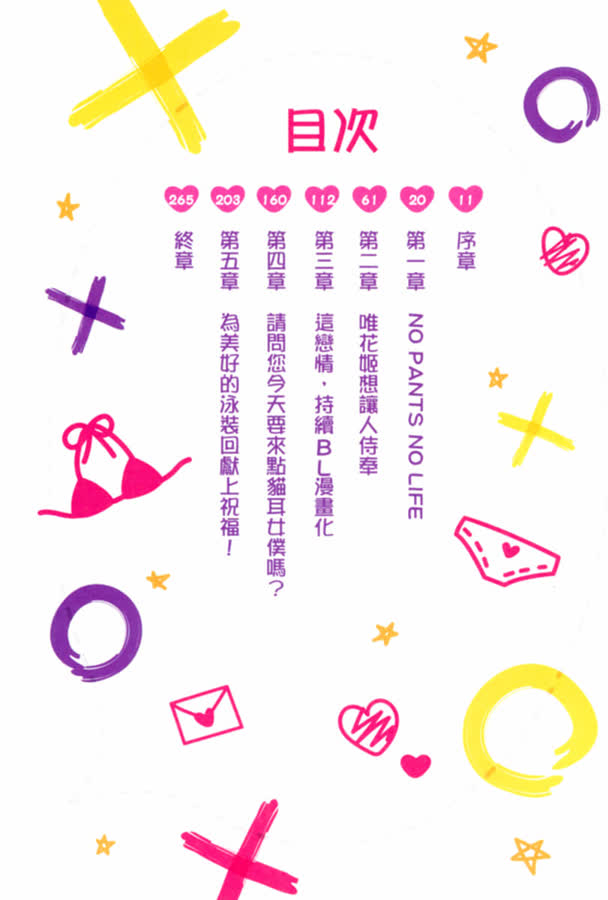 目次
11
序章
20
第一章 NO PANTS NO LIFE
61
第二章 唯花姬想讓人侍奉
112
第三章 這戀情，持續BL漫畫化
160
第四章 請問您今天要來點貓耳女僕嗎？
203
第五章 為美好的泳裝回獻上祝福！
265
終章